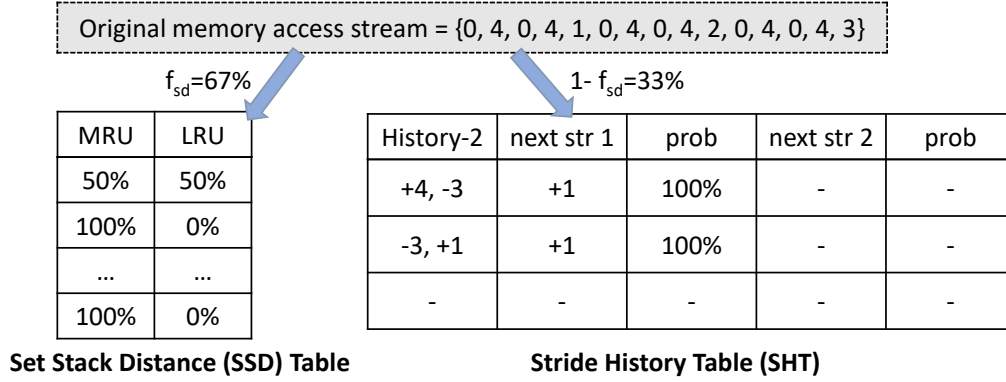 Original memory access stream = {0, 4, 0, 4, 1, 0, 4, 0, 4, 2, 0, 4, 0, 4, 3}
fsd=67%
1- fsd=33%
MRU LRU
50% 50%
100% 0%
... ...
100% 0%
Set Stack Distance (SSD) Table
History-2 next str 1 prob next str 2 prob
+4, -3 +1 100% - -
-3, +1 +1 100% - -
- - - - -
Stride History Table (SHT)